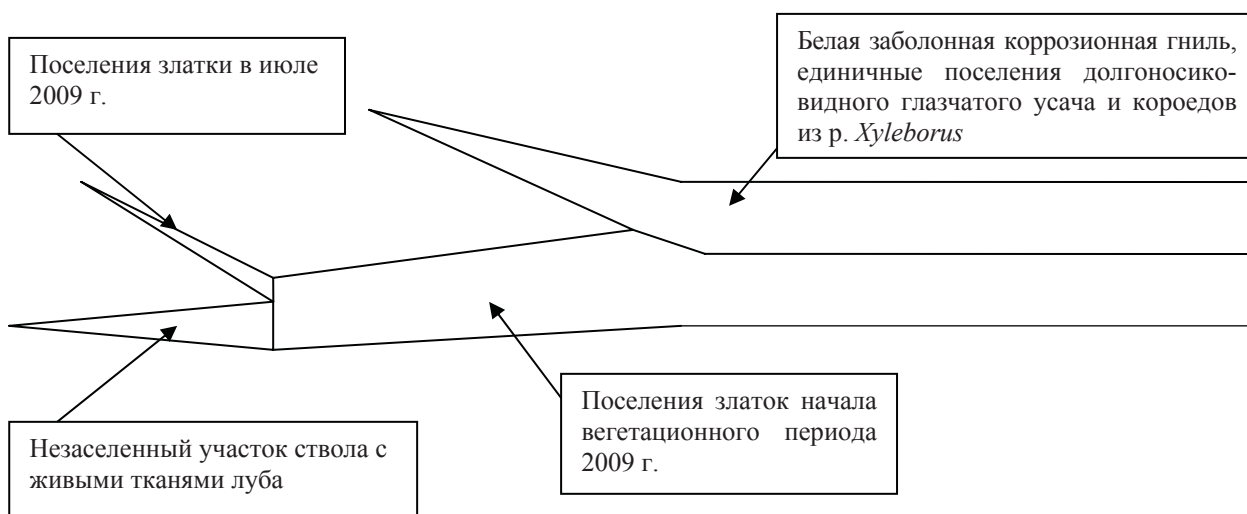 Поселения златки в июле
2009 г.
Белая заболонная коррозионная гниль,
единичные поселения долгоносико-
видного глазчатого усача и короедов
из р. Xyleborus
Незаселенный участок ствола с
живыми тканями луба
Поселения златок начала
вегетационного периода
2009 г.